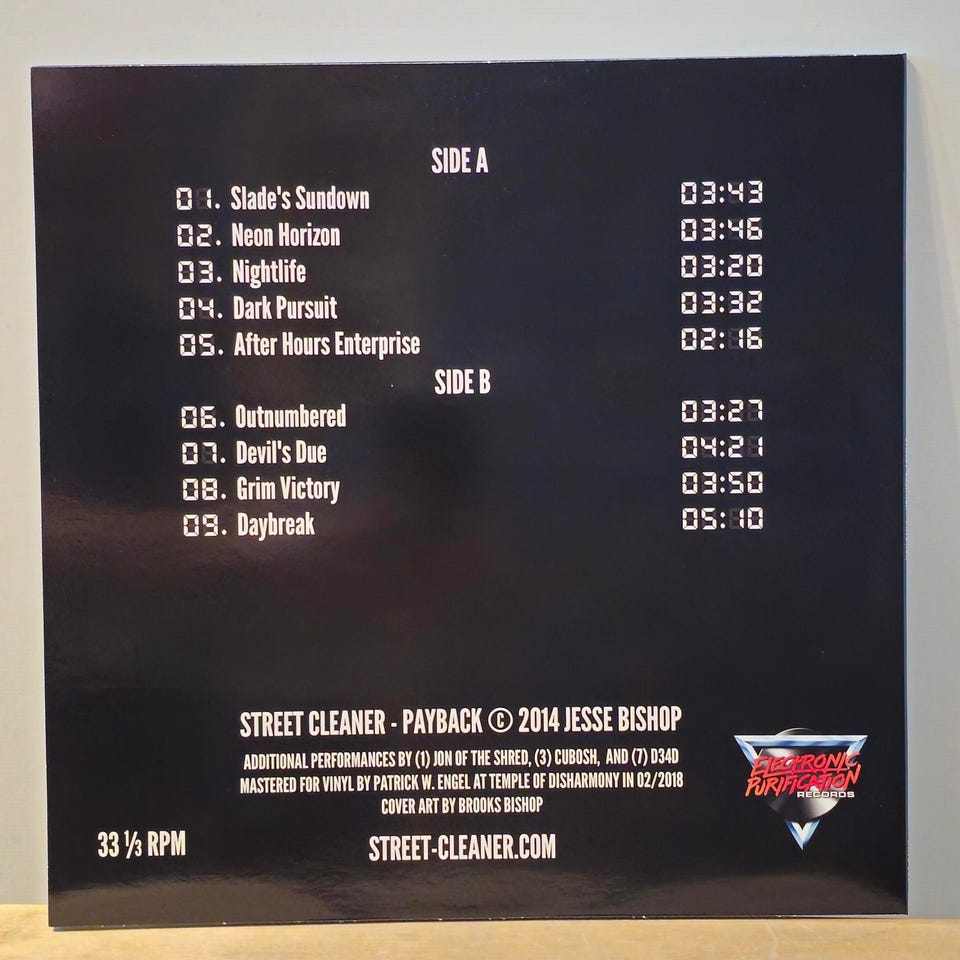 SIDE A
01. Slade's Sundown 03:43
02. Neon Horizon 03:46
03. Nightlife 03:20
04. Dark Pursuit 03:32
05. After Hours Enterprise 02:16
SIDE B
06. Outnumbered 03:27
07. Devil's Due 04:21
08. Grim Victory 03:50
09. Daybreak 05:10
STREET CLEANER - PAYBACK © 2014 JESSE BISHOP
ADDITIONAL PERFORMANCES BY (1) JON OF THE SHRED, (3) CUBOSH, AND (7) D34D
MASTERED FOR VINYL BY PATRICK W. ENGEL AT TEMPLE OF DISHARMONY IN 02/2018
COVER ART BY BROOKS BISHOP
ELECTRONIC
PURIFICATION
RECORDS
33 ⅓ RPM
STREET-CLEANER.COM